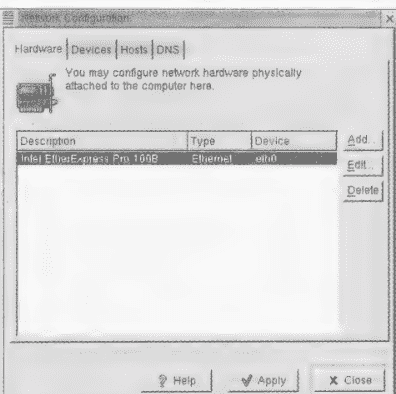 Network Configuration
Hardware Devices Hosts DNS
You may configure network hardware physically
attached to the computer here.
Description Type Device
Intel EtherExpress Pro 100B Ethernet eth0
Add...
Edit...
Delete
Help Apply Close